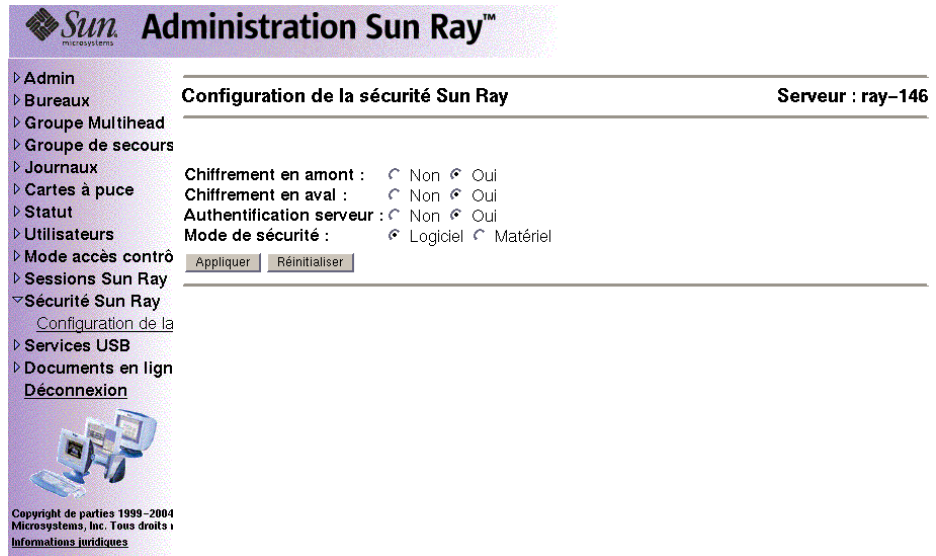 Sun
microsystems
Administration Sun Ray™
Admin
Bureaux
Groupe Multihead
Groupe de secours
Journaux
Cartes à puce
Statut
Utilisateurs
Mode accès contrô
Sessions Sun Ray
Sécurité Sun Ray
Configuration de la
Services USB
Documents en lign
Déconnexion
Copyright de parties 1999–2004
Microsystems, Inc. Tous droits
Informations juridiques
Configuration de la sécurité Sun Ray
Serveur : ray–146
Chiffrement en amont : Non Oui
Chiffrement en aval : Non Oui
Authentification serveur : Non Oui
Mode de sécurité : Logiciel Matériel
Appliquer Réinitialiser